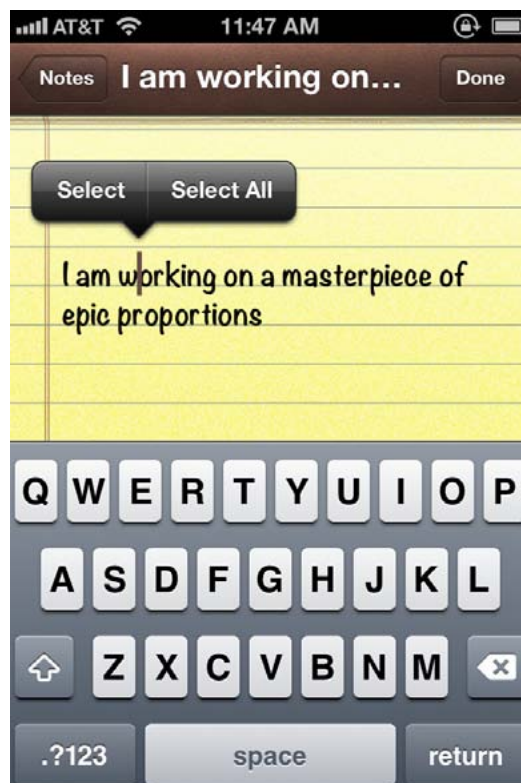 AT&T 11:47 AM
Notes I am working on... Done
Select Select All
I am working on a masterpiece of
epic proportions
Q W E R T Y U I O P
A S D F G H J K L
Z X C V B N M
.?123 space return